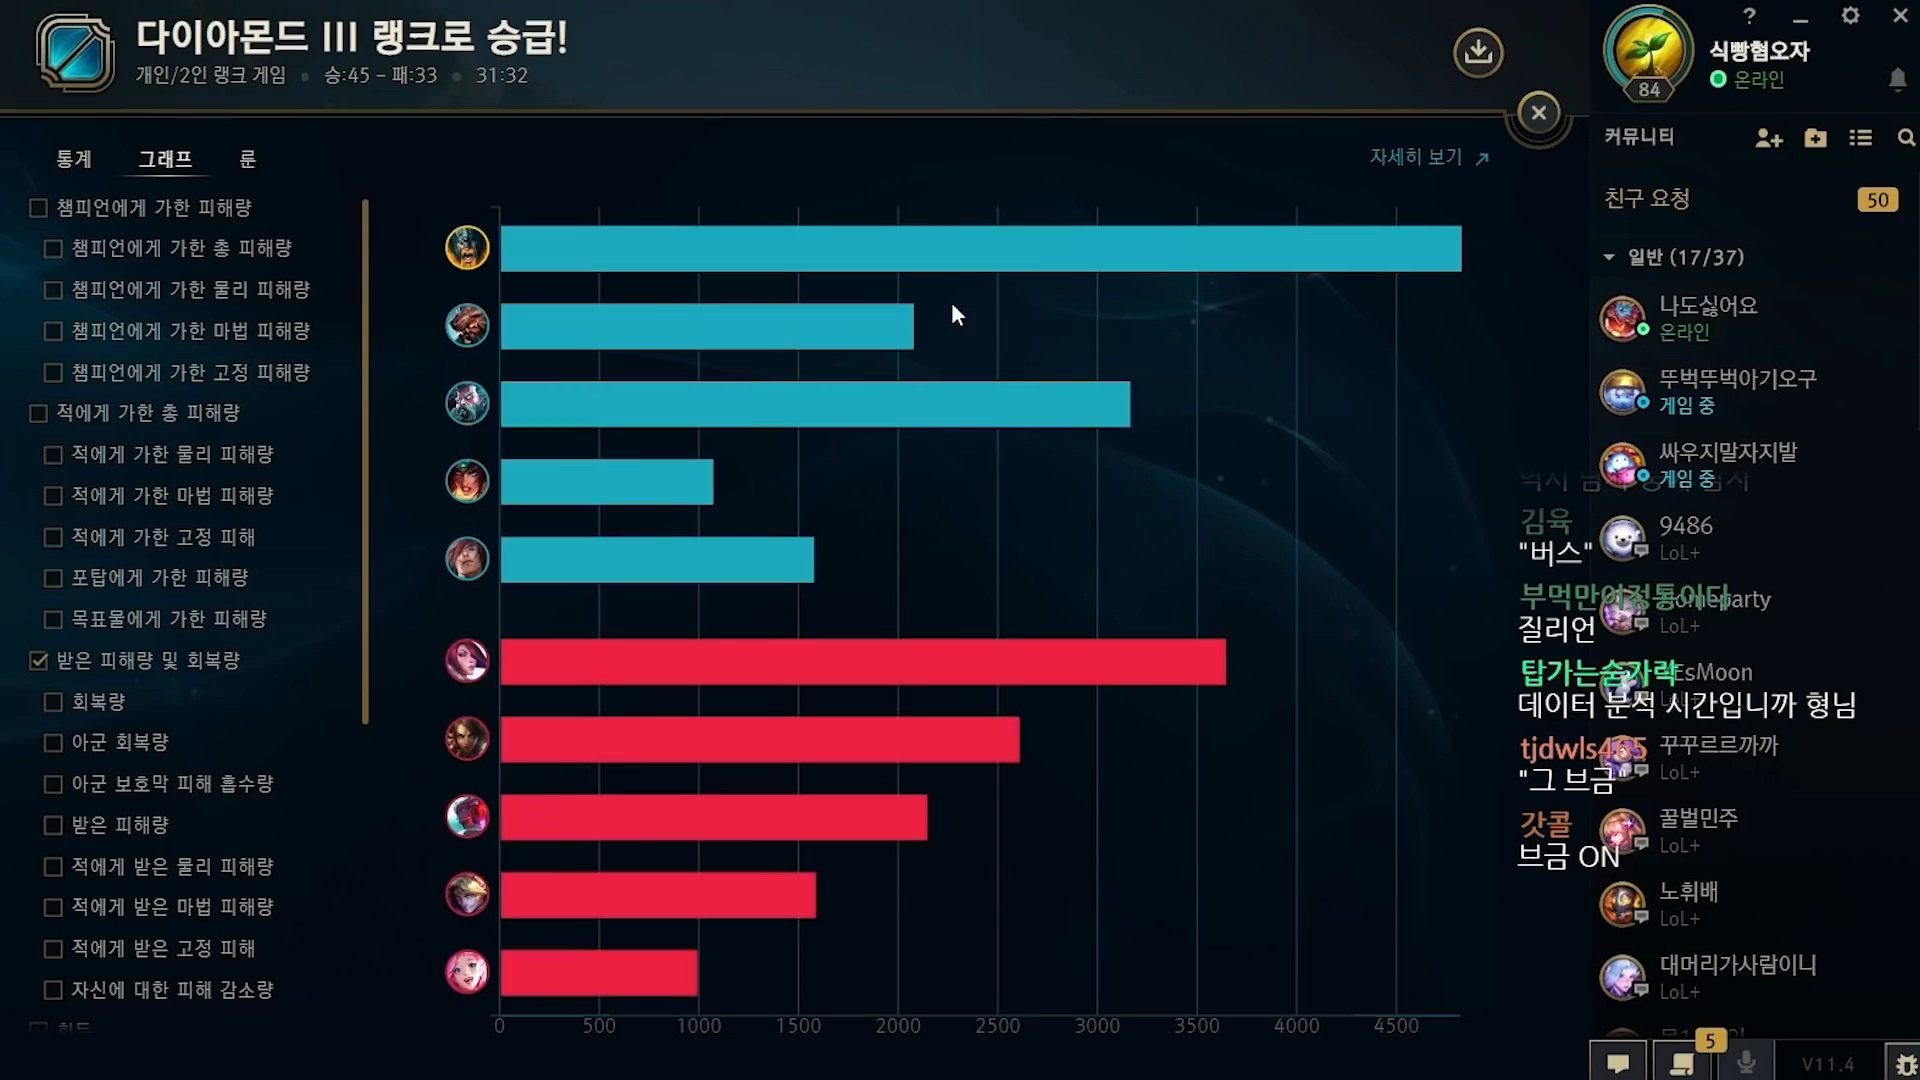 다이아몬드 III 랭크로 승급!
개인/2인 랭크 게임 • 승:45 - 패:33 • 31:32
통계 그래프 룬
자세히 보기
챔피언에게 가한 피해량
챔피언에게 가한 총 피해량
챔피언에게 가한 물리 피해량
챔피언에게 가한 마법 피해량
챔피언에게 가한 고정 피해량
적에게 가한 총 피해량
적에게 가한 물리 피해량
적에게 가한 마법 피해량
적에게 가한 고정 피해
포탑에게 가한 피해량
목표물에게 가한 피해량
받은 피해량 및 회복량
회복량
아군 회복량
아군 보호막 피해 흡수량
받은 피해량
적에게 받은 물리 피해량
적에게 받은 마법 피해량
적에게 받은 고정 피해
자신에 대한 피해 감소량
0 500 1000 1500 2000 2500 3000 3500 4000 4500
?
84
식빵혐오자
온라인
커뮤니티
친구 요청 50
일반 (17/37)
나도싫어요
온라인
뚜벅뚜벅아기오구
게임 중
싸우지말자지발
게임 중
9486
LoL+
LoL+
EsMoon
꾸꾸르르까까
LoL+
꿀벌민주
LoL+
노휘배
LoL+
대머리가사람이니
LoL+
김육
"버스"
부먹만이정통이다
질리언
탑가는숟가락
데이터 분석 시간입니까 형님
tjdwls465
"그 브금"
갓콜
브금 ON
5
V11.4